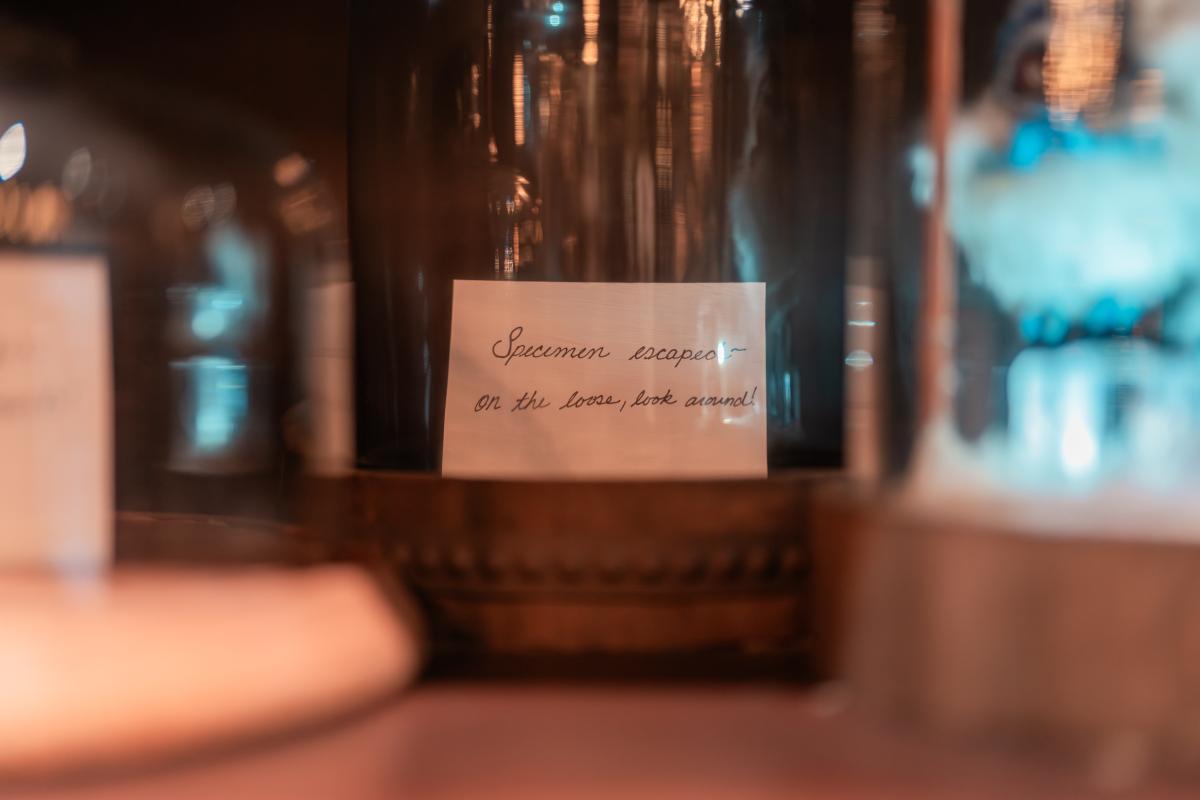 Specimen escaped~
on the loose, look around!